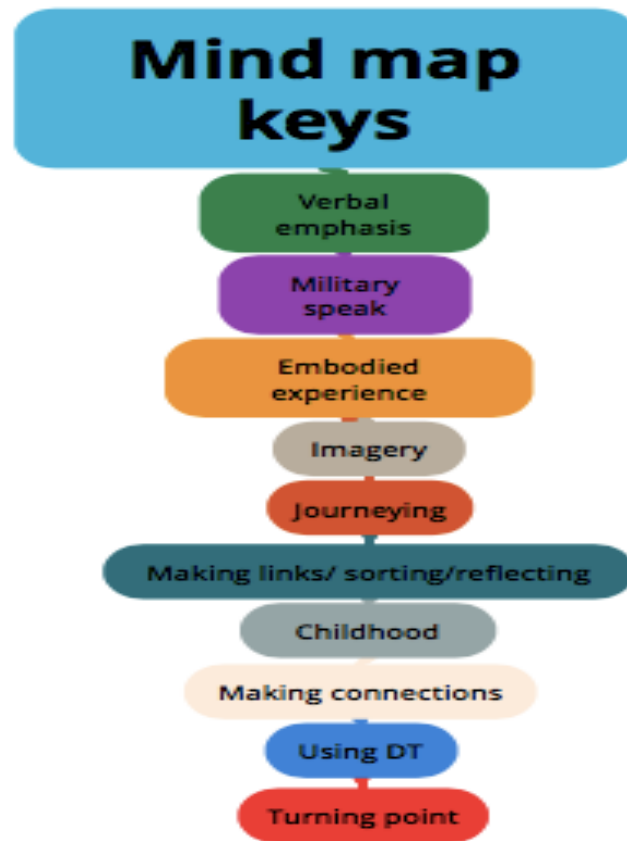 Mind map
keys
Verbal
emphasis
Military
speak
Embodied
experience
Imagery
Journeying
Making links/ sorting/reflecting
Childhood
Making connections
Using DT
Turning point